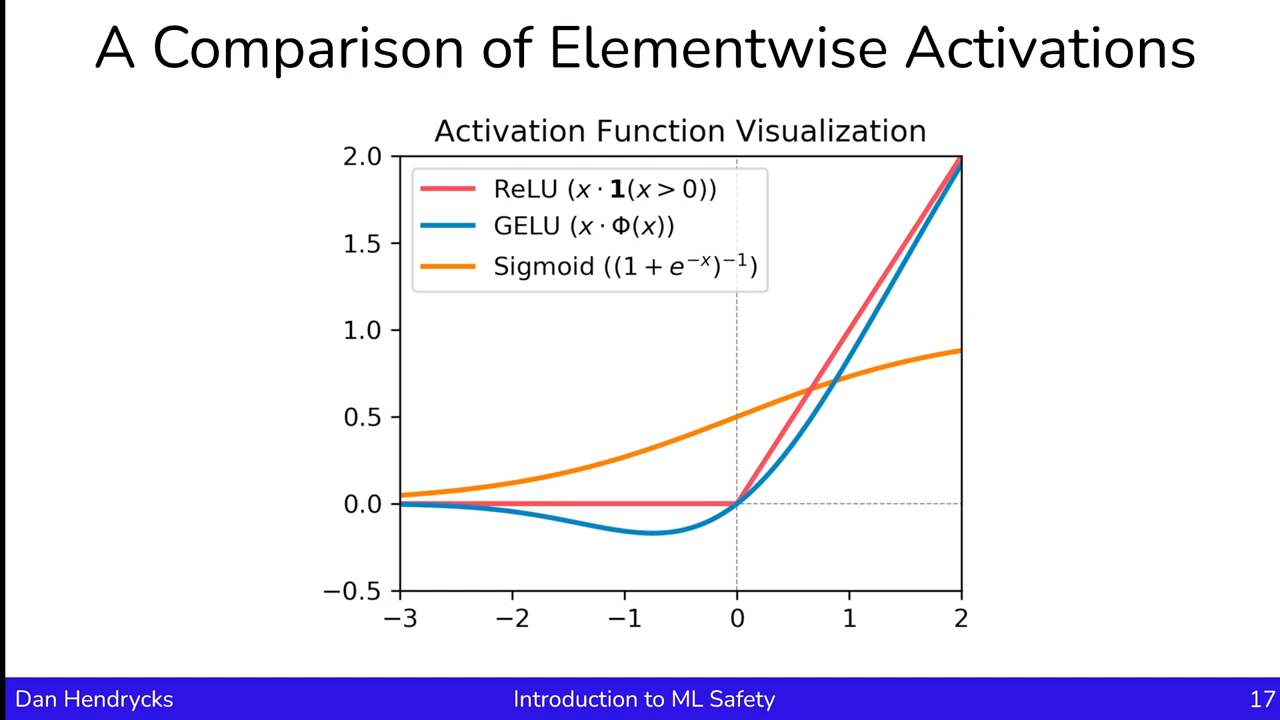 A Comparison of Elementwise Activations
Activation Function Visualization
2.0
1.5
1.0
0.5
0.0
−0.5
ReLU (x · 1(x > 0))
GELU (x · Φ(x))
Sigmoid ((1 + e⁻ˣ)⁻¹)
−3 −2 −1 0 1 2
Dan Hendrycks Introduction to ML Safety 17